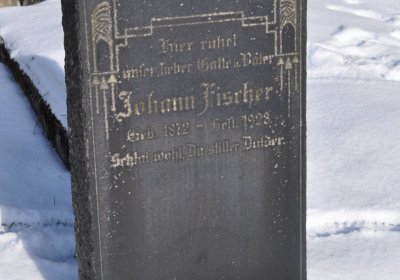 Hier ruhet
unser lieber Gatte u. Vater
Johann Fischer
Geb. 1872 - Gest. 1928.
Schlaf wohl, Du stiller Dulder.